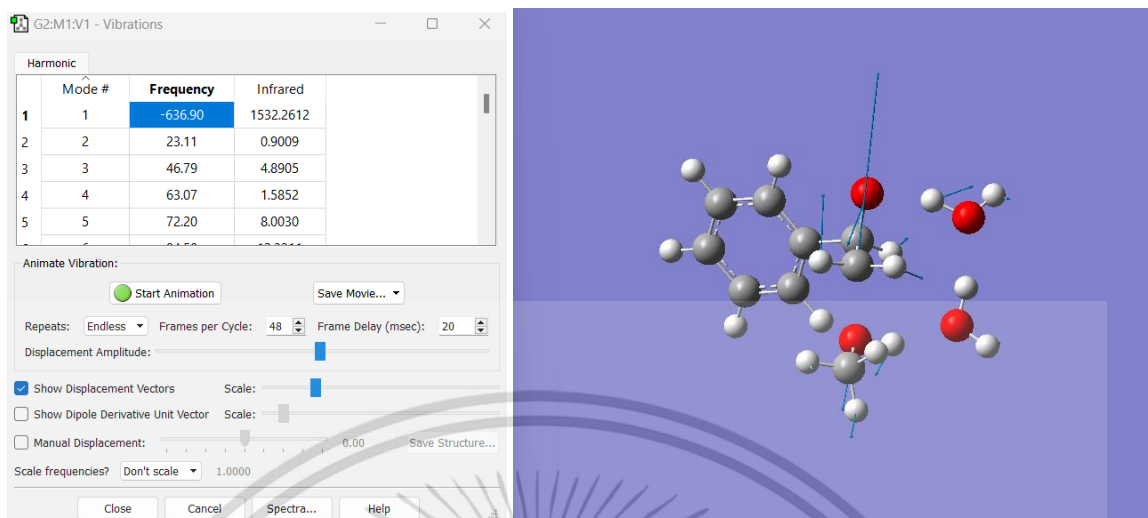 G2:M1:V1 - Vibrations
Harmonic
Mode # Frequency Infrared
1 1 -636.90 1532.2612
2 2 23.11 0.9009
3 3 46.79 4.8905
4 4 63.07 1.5852
5 5 72.20 8.0030
Animate Vibration:
Start Animation Save Movie...
Repeats: Endless Frames per Cycle: 48 Frame Delay (msec): 20
Displacement Amplitude:
Show Displacement Vectors Scale:
Show Dipole Derivative Unit Vector Scale:
Manual Displacement: 0.00 Save Structure...
Scale frequencies? Don't scale 1.0000
Close Cancel Spectra... Help